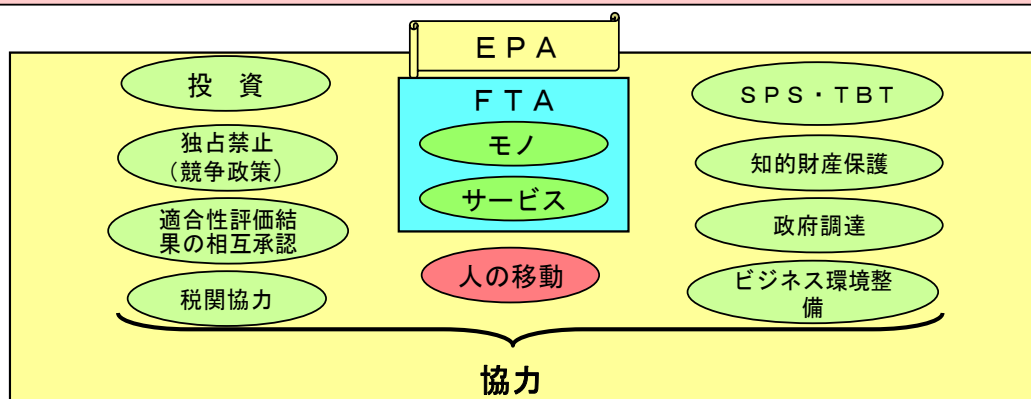 ＥＰＡ
投　資
独占禁止
（競争政策）
適合性評価結
果の相互承認
税関協力
ＦＴＡ
モノ
サービス
人の移動
ＳＰＳ・ＴＢＴ
知的財産保護
政府調達
ビジネス環境整
備
協力